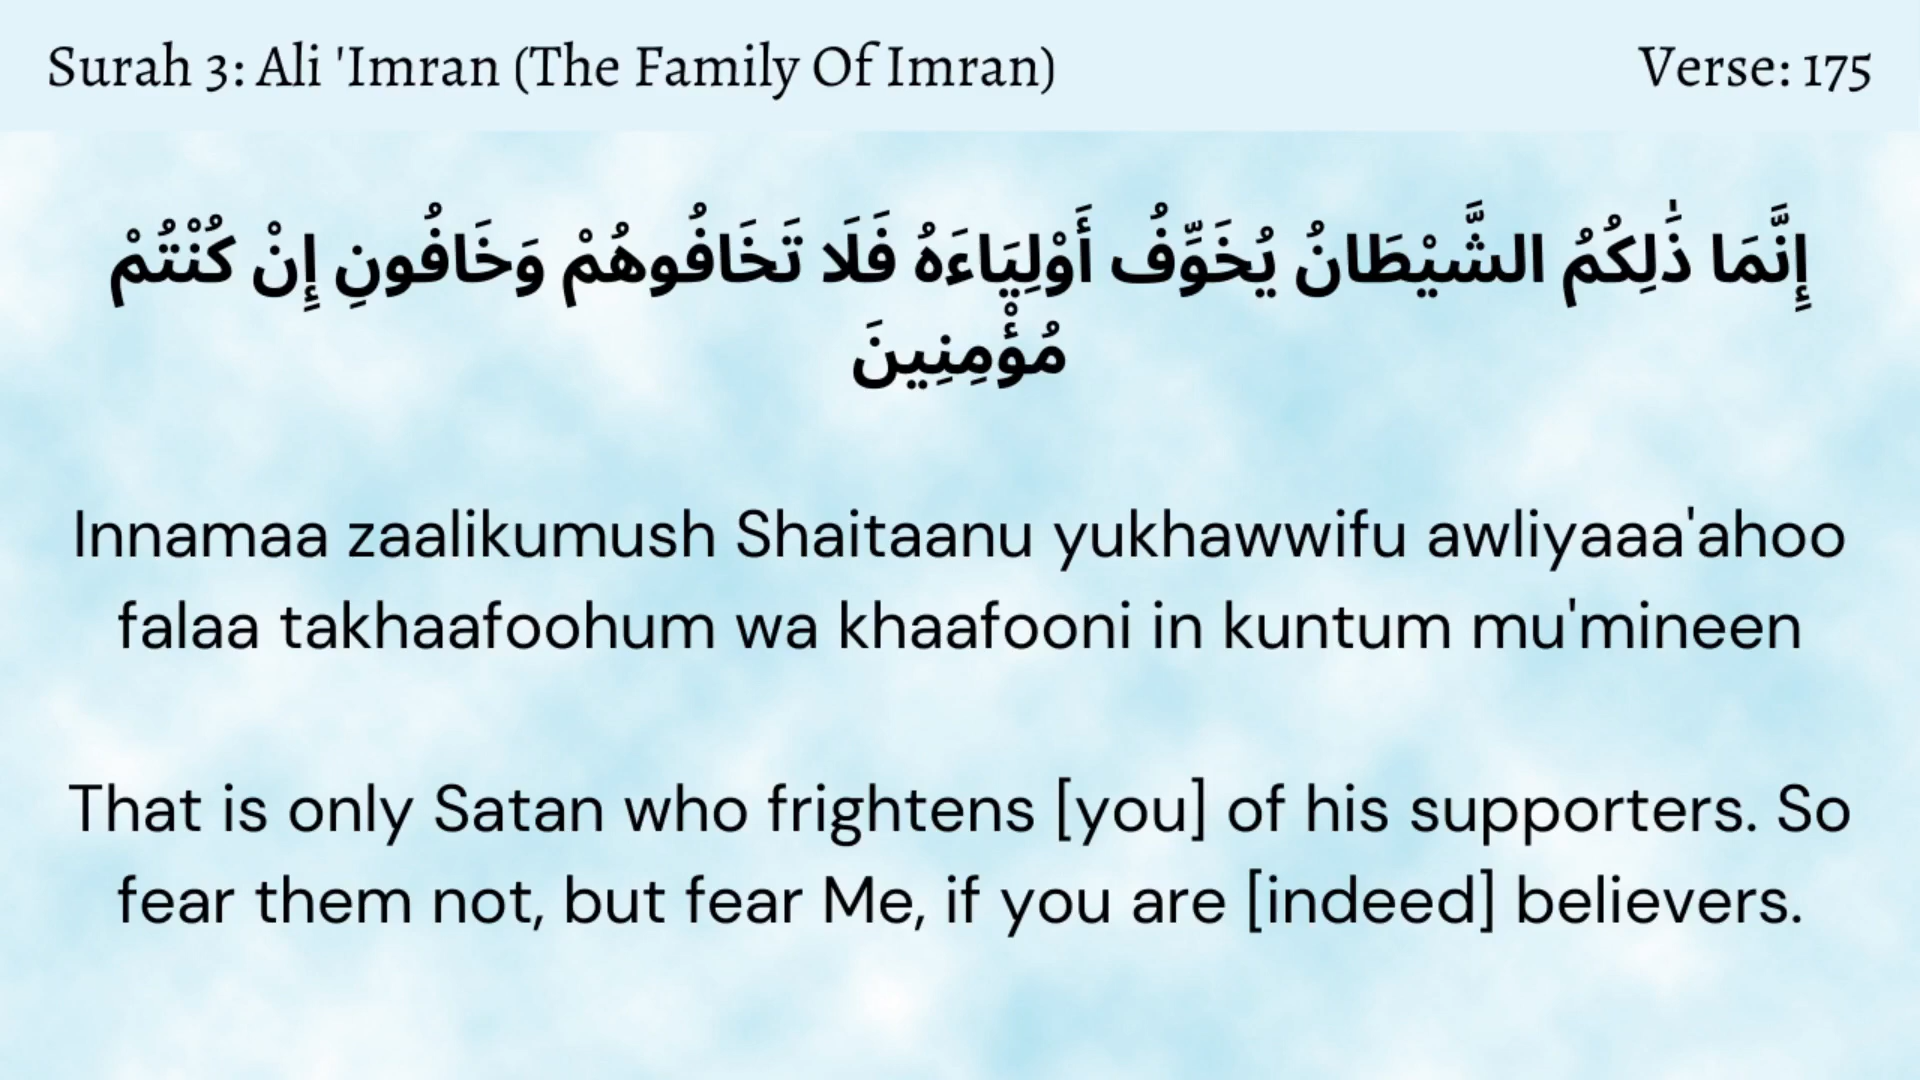 Surah 3: Ali 'Imran (The Family Of Imran)
Verse: 175
إِنَّمَا ذَٰلِكُمُ الشَّيْطَانُ يُخَوِّفُ أَوْلِيَاءَهُ فَلَا تَخَافُوهُمْ وَخَافُونِ إِنْ كُنْتُمْ
مُؤْمِنِينَ
Innamaa zaalikumush Shaitaanu yukhawwifu awliyaaa'ahoo
falaa takhaafoohum wa khaafooni in kuntum mu'mineen
That is only Satan who frightens [you] of his supporters. So
fear them not, but fear Me, if you are [indeed] believers.